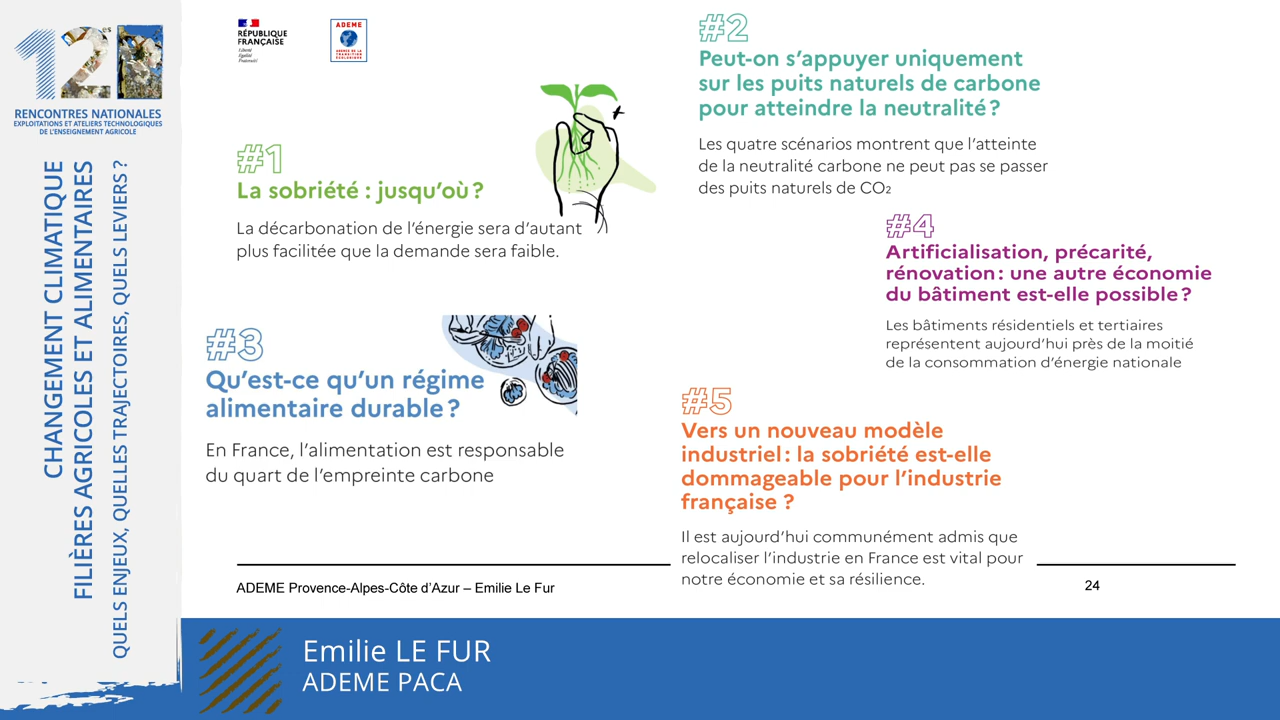 12es
RENCONTRES NATIONALES
EXPLOITATIONS ET ATELIERS TECHNOLOGIQUES
DE L'ENSEIGNEMENT AGRICOLE
CHANGEMENT CLIMATIQUE
FILIÈRES AGRICOLES ET ALIMENTAIRES
QUELS ENJEUX, QUELLES TRAJECTOIRES, QUELS LEVIERS ?
RÉPUBLIQUE
FRANÇAISE
Liberté
Égalité
Fraternité
ADEME
AGENCE DE LA
TRANSITION
ÉCOLOGIQUE
#1
La sobriété : jusqu'où ?
La décarbonation de l'énergie sera d'autant
plus facilitée que la demande sera faible.
#2
Peut-on s'appuyer uniquement
sur les puits naturels de carbone
pour atteindre la neutralité ?
Les quatre scénarios montrent que l'atteinte
de la neutralité carbone ne peut pas se passer
des puits naturels de CO₂
#3
Qu'est-ce qu'un régime
alimentaire durable ?
En France, l'alimentation est responsable
du quart de l'empreinte carbone
#4
Artificialisation, précarité,
rénovation : une autre économie
du bâtiment est-elle possible ?
Les bâtiments résidentiels et tertiaires
représentent aujourd'hui près de la moitié
de la consommation d'énergie nationale
#5
Vers un nouveau modèle
industriel : la sobriété est-elle
dommageable pour l'industrie
française ?
Il est aujourd'hui communément admis que
relocaliser l'industrie en France est vital pour
notre économie et sa résilience.
ADEME Provence-Alpes-Côte d'Azur – Emilie Le Fur
24
Emilie LE FUR
ADEME PACA